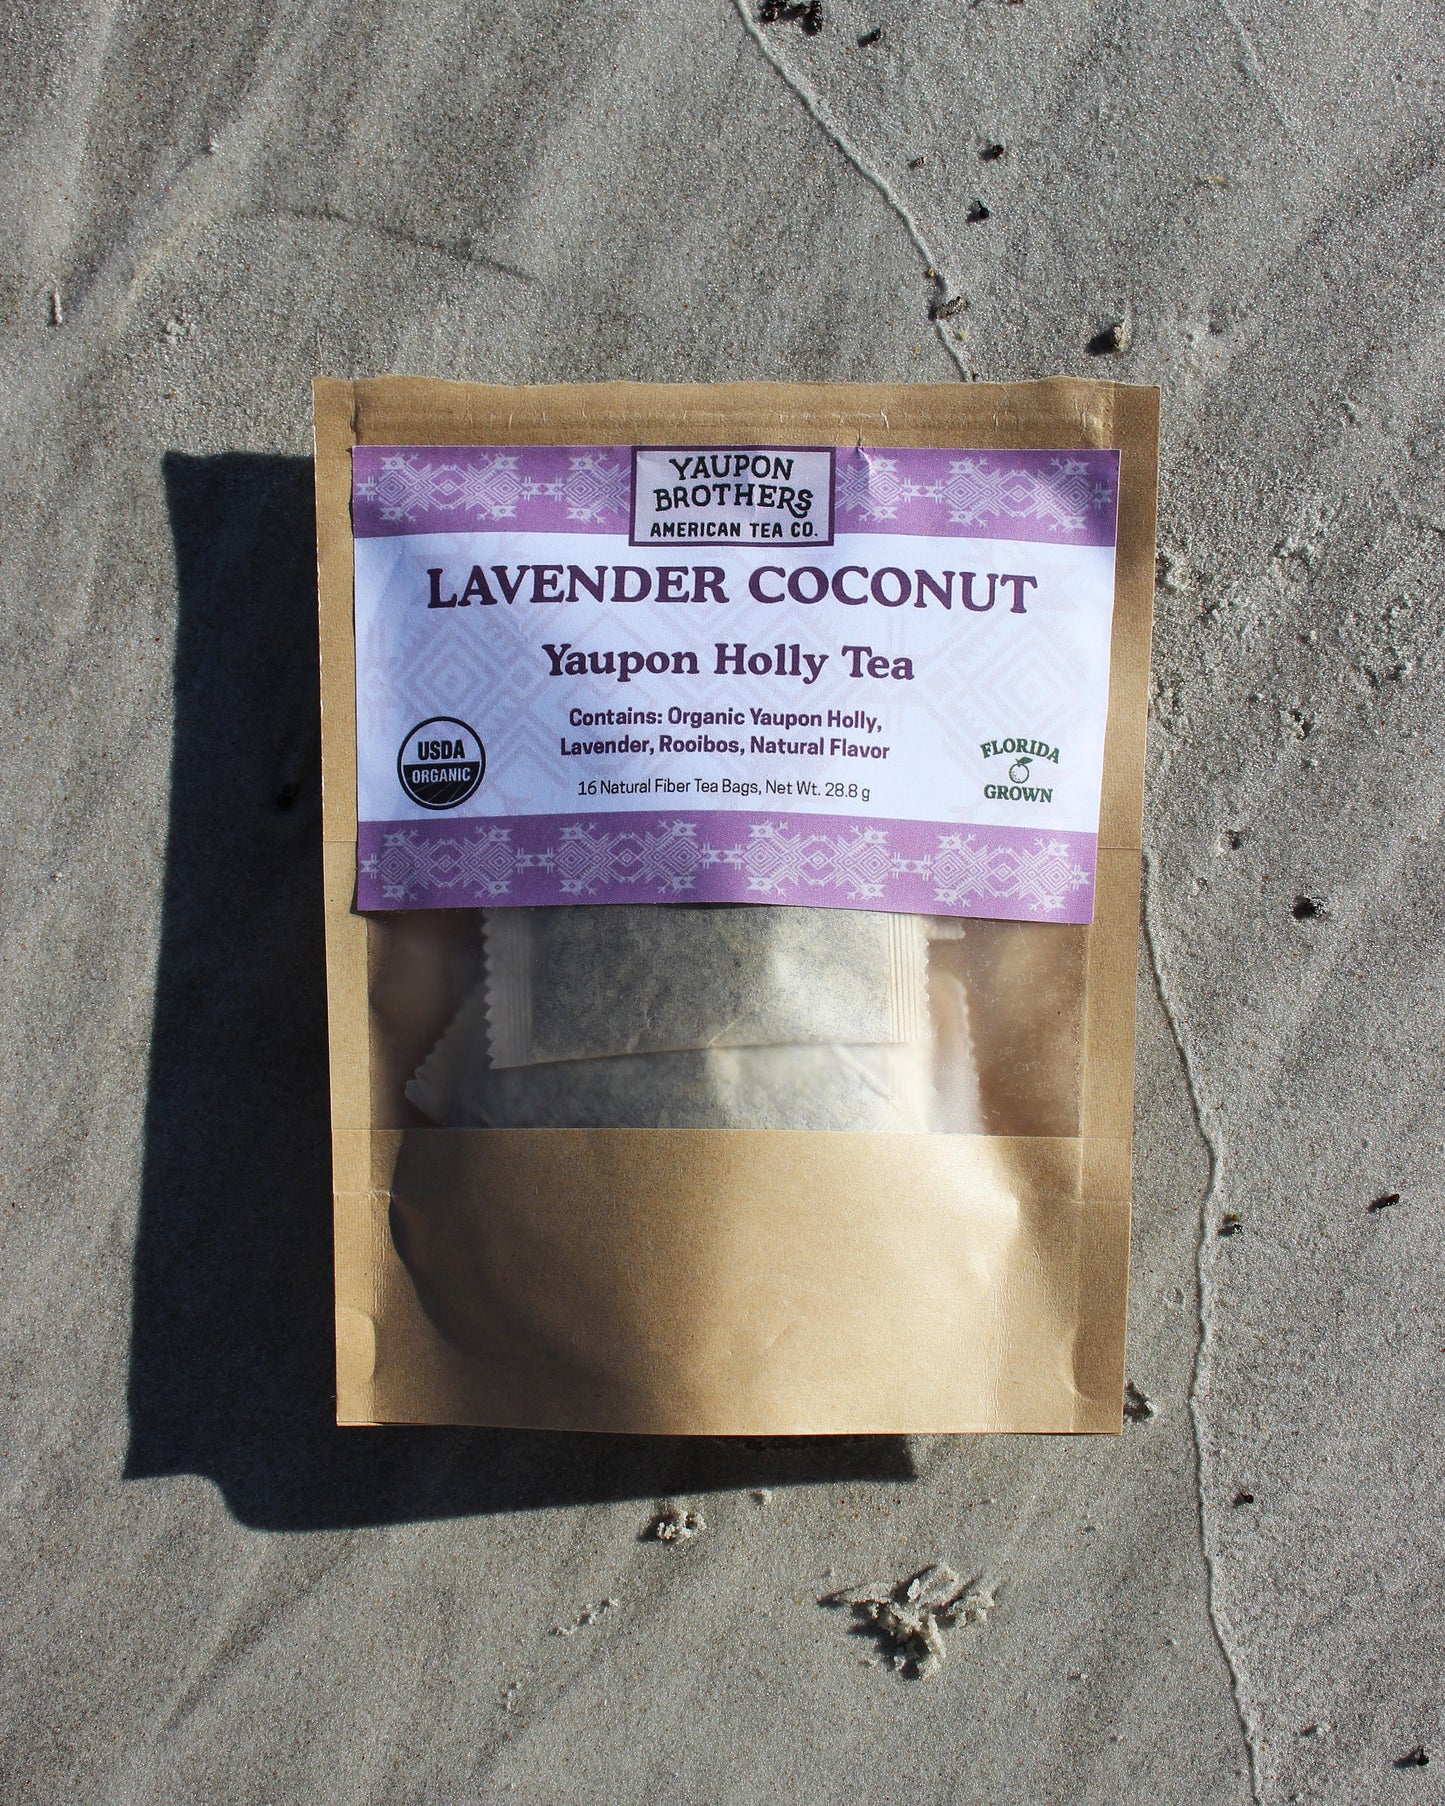 YAUPON
BROTHERS
AMERICAN TEA CO.
LAVENDER COCONUT
Yaupon Holly Tea
Contains: Organic Yaupon Holly,
Lavender, Rooibos, Natural Flavor
16 Natural Fiber Tea Bags, Net Wt. 28.8 g
USDA
ORGANIC
FLORIDA
GROWN